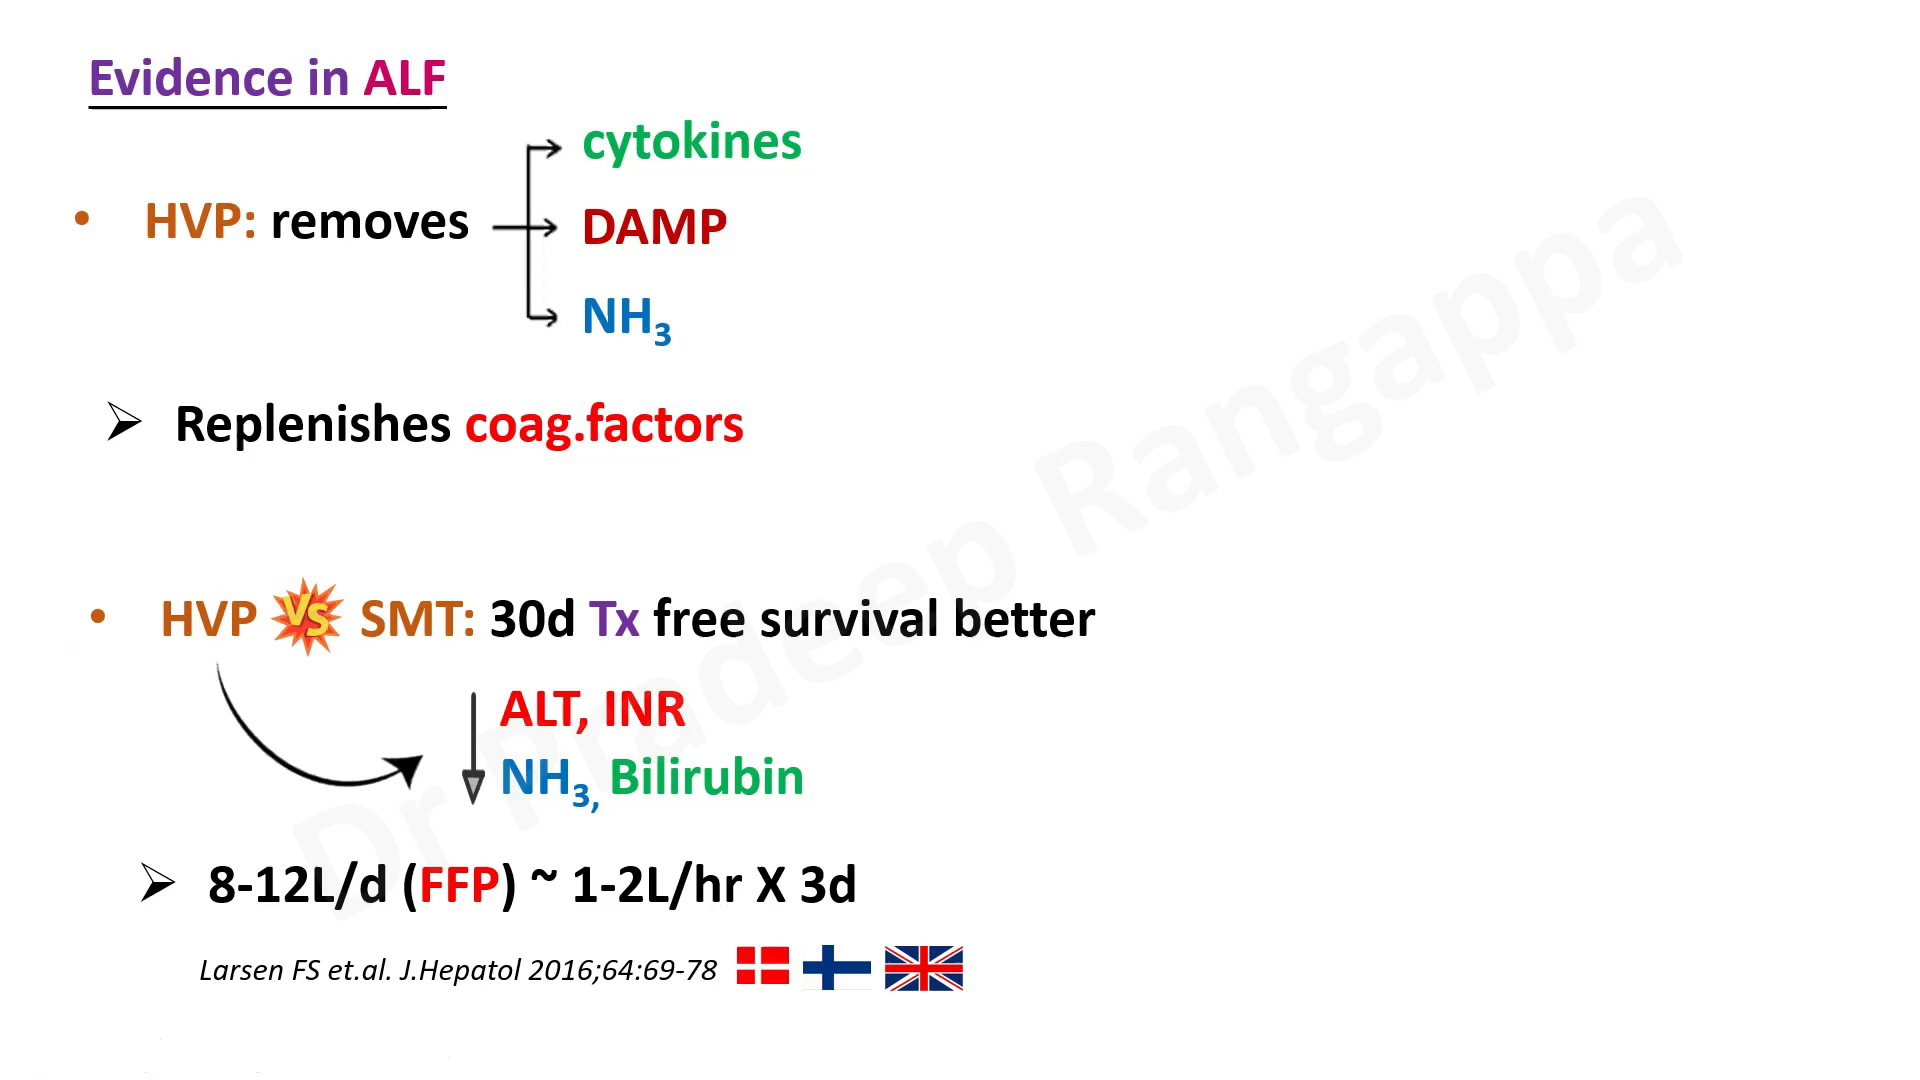 Evidence in ALF
cytokines
• HVP: removes
DAMP
NH₃
➢ Replenishes coag.factors
• HVP VS SMT: 30d Tx free survival better
ALT, INR
NH₃, Bilirubin
➢ 8-12L/d (FFP) ~ 1-2L/hr X 3d
Larsen FS et.al. J.Hepatol 2016;64:69-78
Dr Pradeep Rangappa